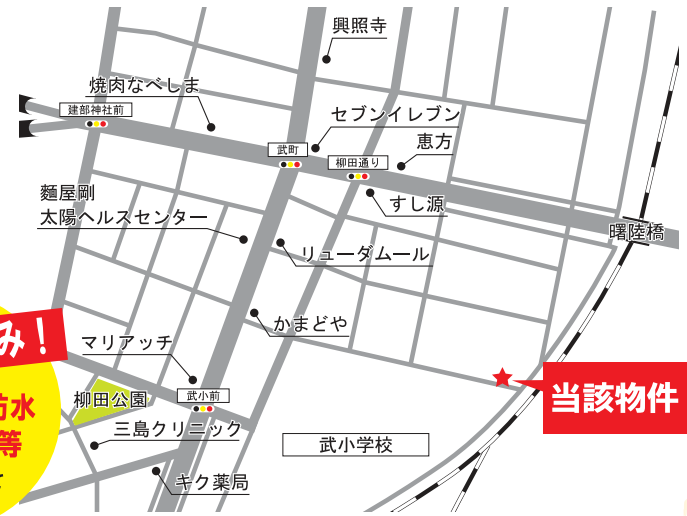 興照寺
焼肉なべしま
建部神社前
セブンイレブン
武町
柳田通り
恵方
麵屋剛
太陽ヘルスセンター
すし源
曙陸橋
リューダムール
かまどや
み！
マリアッチ
当該物件
防水
等
柳田公園
武小前
三島クリニック
武小学校
キク薬局